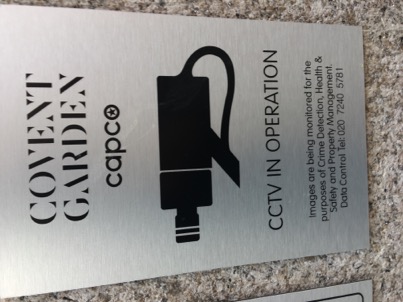 COVENT
GARDEN
capco
CCTV IN OPERATION
Images are being monitored for the
purposes of Crime Detection, Health &
Safety and Property Management.
Data Control Tel: 020 7240 5781